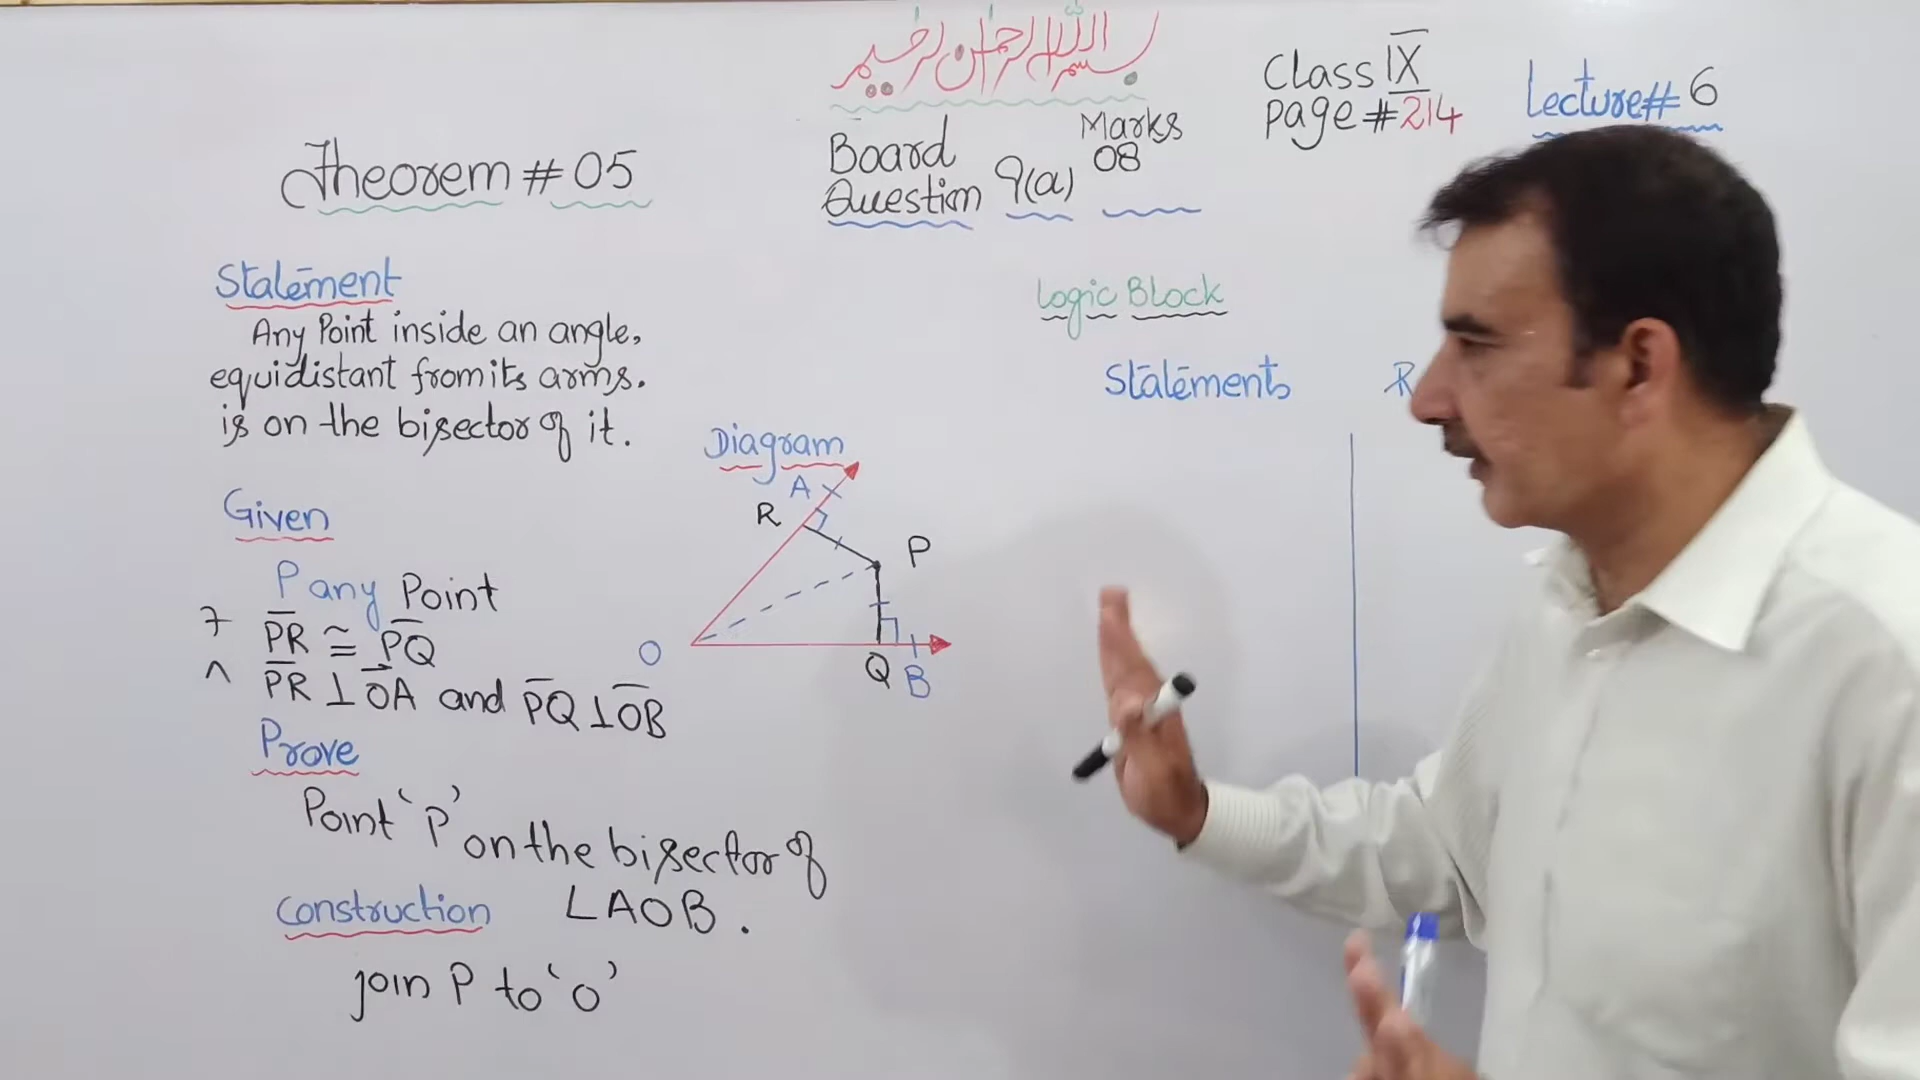 بسم اللہ الرحمٰن الرحیم
Class IX
Page # 214
Lecture # 6
Theorem # 05
Board
Question 9(a)
Marks
08
Statement
Any Point inside an angle,
equidistant from its arms.
is on the bisector of it.
Given
P any Point
PR ≅ PQ
^ PR ⊥ OA and PQ ⊥ OB
Prove
Point 'P' on the bisector of
∠AOB.
Construction
join P to 'o'
Diagram
A
R
P
O
Q B
Logic Block
Statements